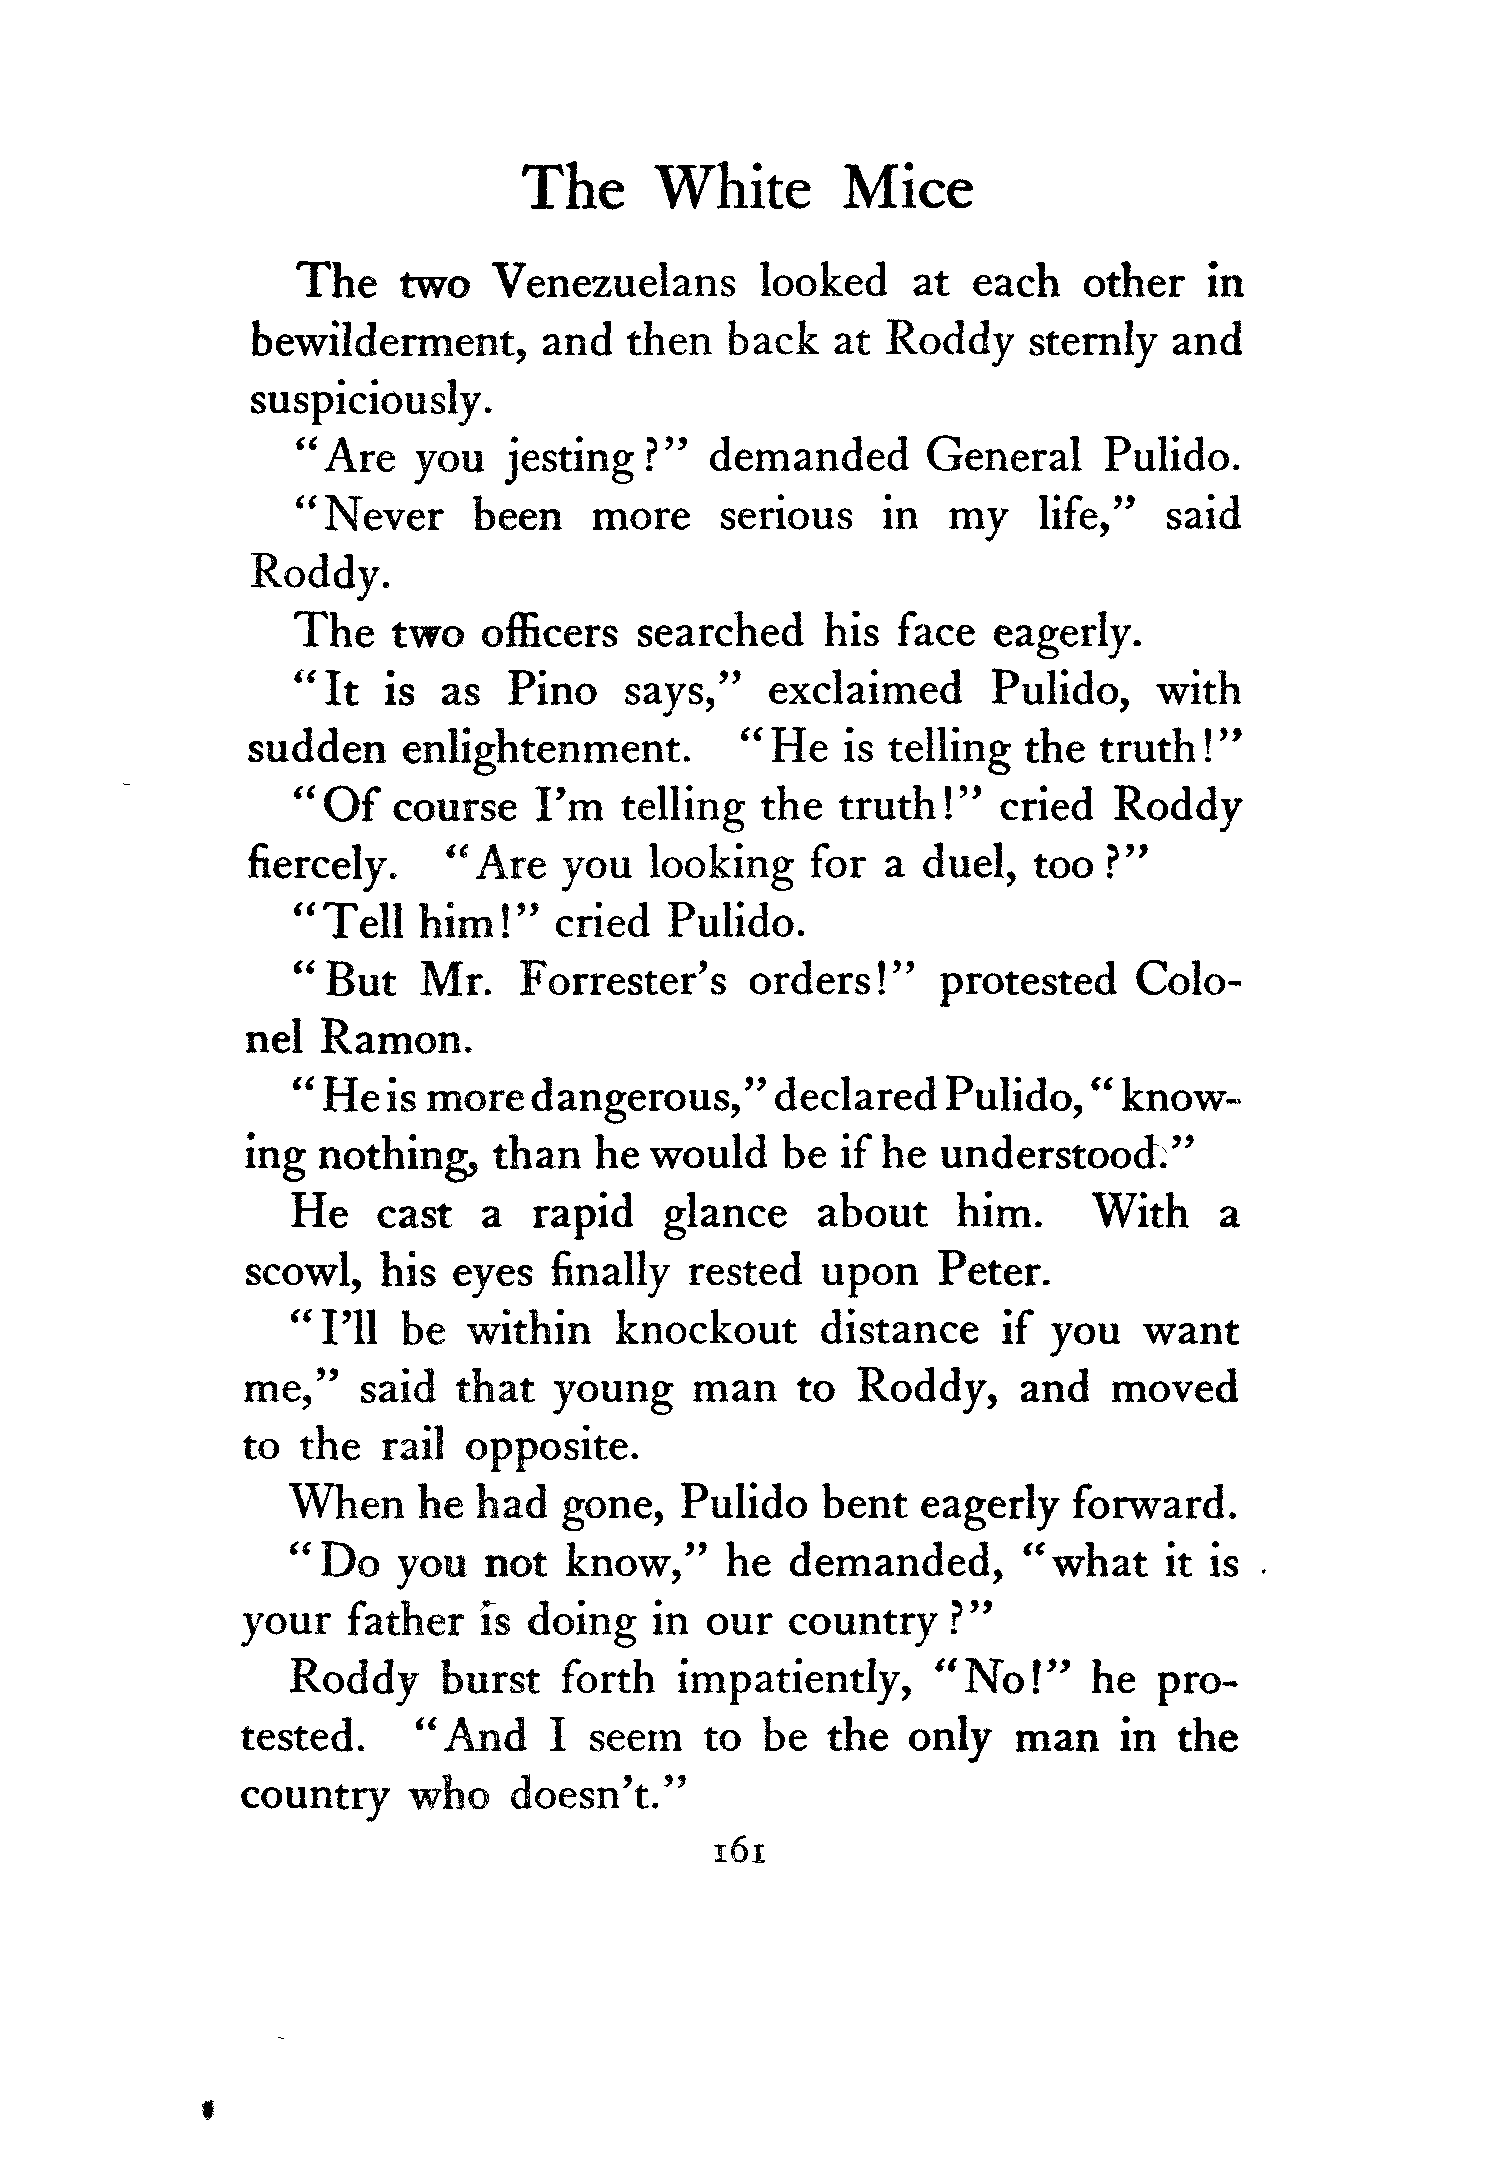 The White Mice
The two Venezuelans looked at each other in
bewilderment, and then back at Roddy sternly and
suspiciously.
"Are you jesting?" demanded General Pulido.
"Never been more serious in my life," said
Roddy.
The two officers searched his face eagerly.
"It is as Pino says," exclaimed Pulido, with
sudden enlightenment. "He is telling the truth!"
"Of course I'm telling the truth!" cried Roddy
fiercely. "Are you looking for a duel, too?"
"Tell him!" cried Pulido.
"But Mr. Forrester's orders!" protested Colo-
nel Ramon.
"He is more dangerous," declared Pulido, "know-
ing nothing, than he would be if he understood."
He cast a rapid glance about him. With a
scowl, his eyes finally rested upon Peter.
"I'll be within knockout distance if you want
me," said that young man to Roddy, and moved
to the rail opposite.
When he had gone, Pulido bent eagerly forward.
"Do you not know," he demanded, "what it is
your father is doing in our country?"
Roddy burst forth impatiently, "No!" he pro-
tested. "And I seem to be the only man in the
country who doesn't."
161